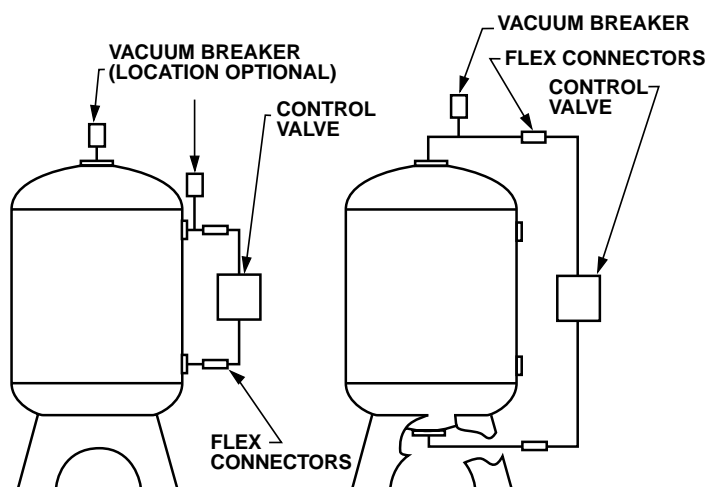 VACUUM BREAKER
(LOCATION OPTIONAL)
CONTROL
VALVE
FLEX
CONNECTORS
VACUUM BREAKER
FLEX CONNECTORS
CONTROL
VALVE